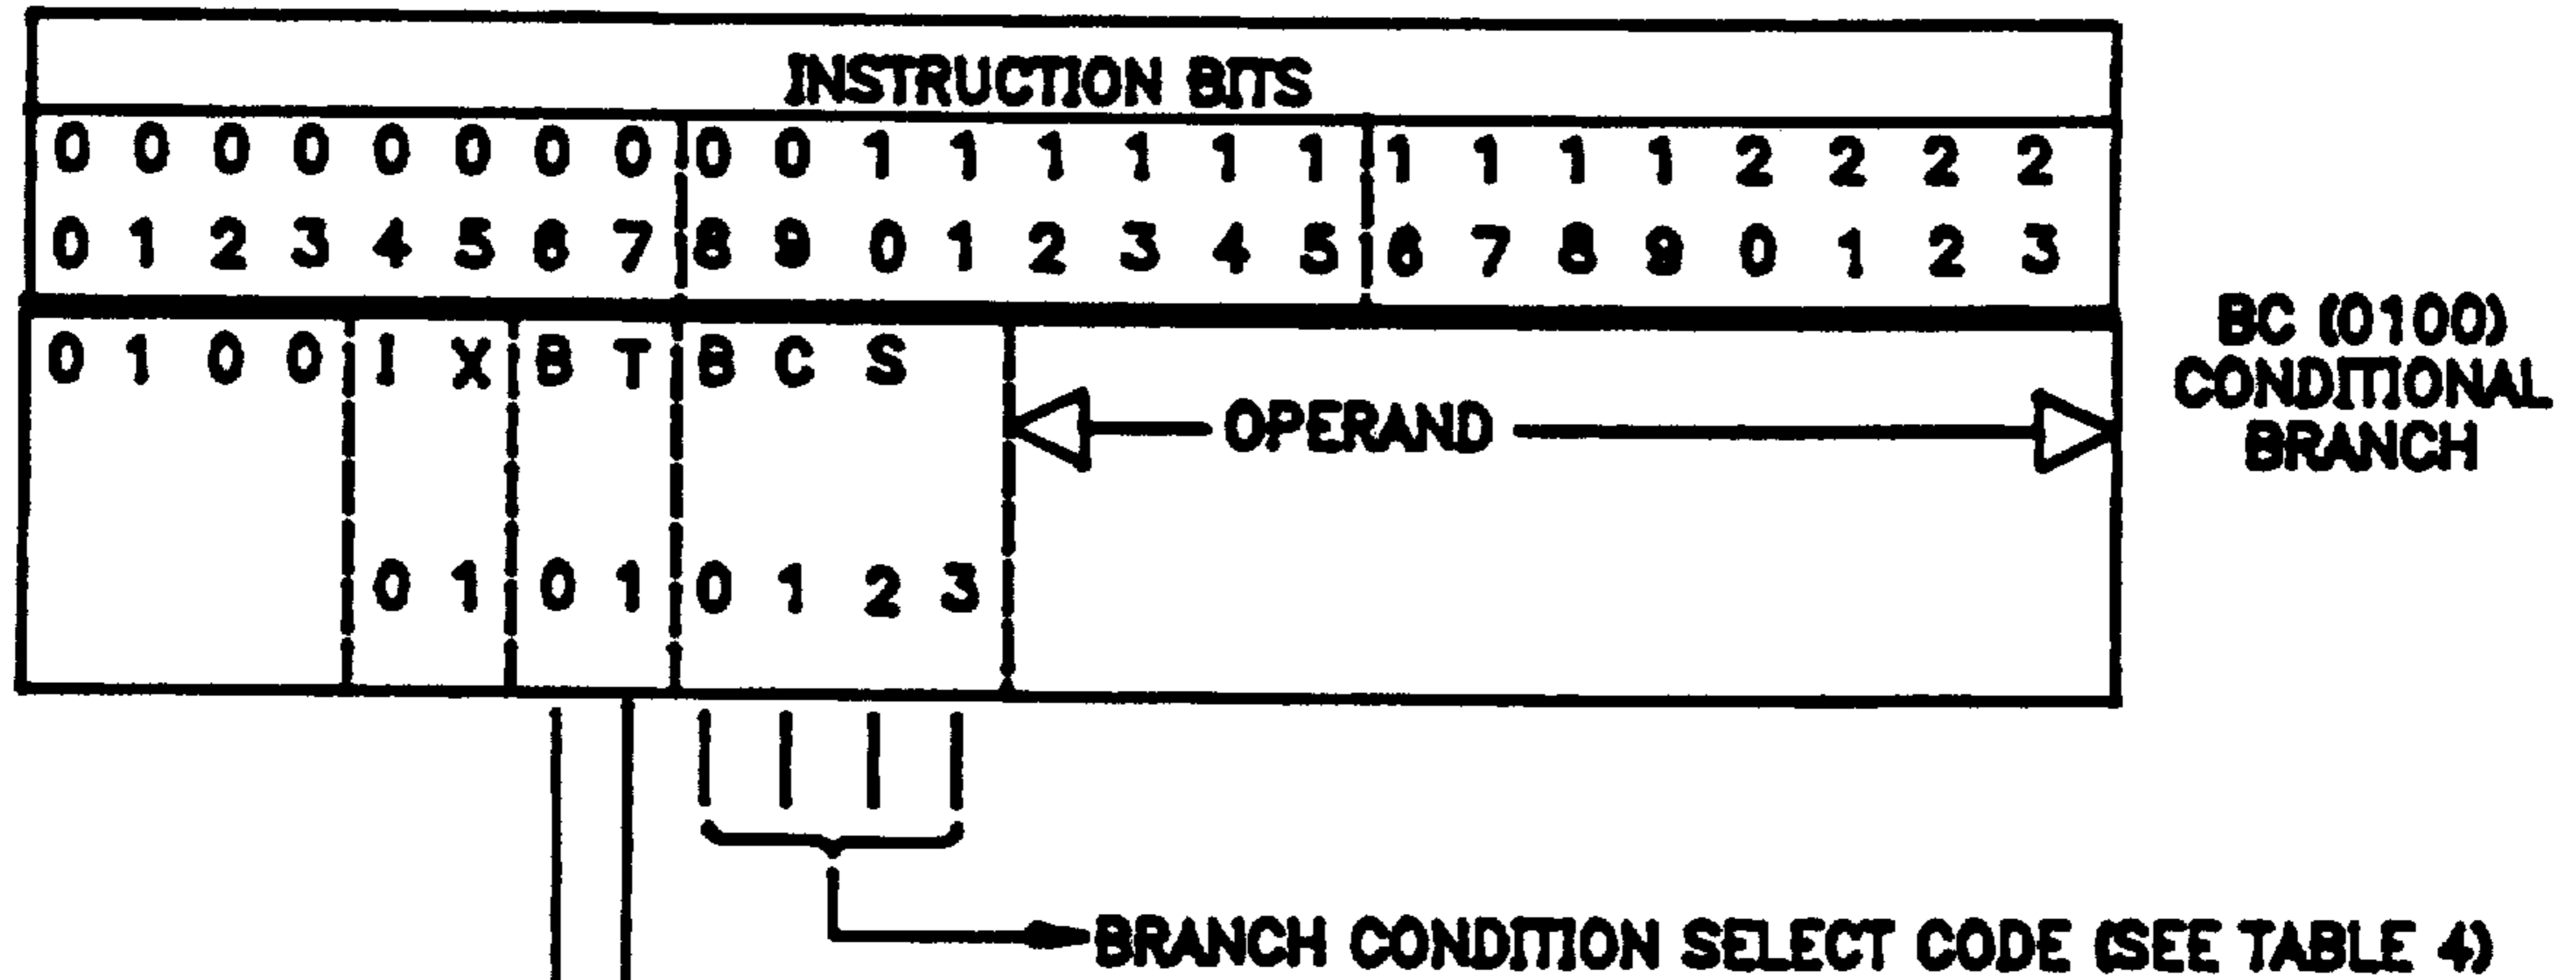 INSTRUCTION BITS
0 0 0 0 0 0 0 0 0 0 1 1 1 1 1 1 1 1 1 1 2 2 2 2
0 1 2 3 4 5 6 7 8 9 0 1 2 3 4 5 6 7 8 9 0 1 2 3
0 1 0 0 I X B T B C S
OPERAND
0 1 0 1 0 1 2 3
BC (0100)
CONDITIONAL
BRANCH
BRANCH CONDITION SELECT CODE (SEE TABLE 4)